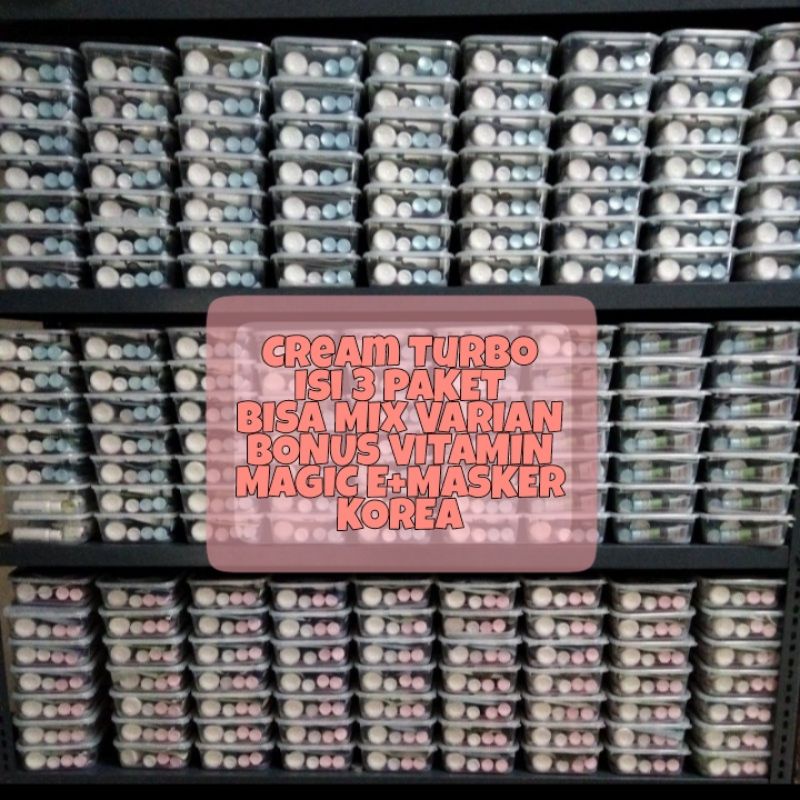 CReAM TURBO
ISI 3 PAKET
BISA MIX VARIAN
BONUS VITAMIN
MAGIC E+MASKER
KOREA